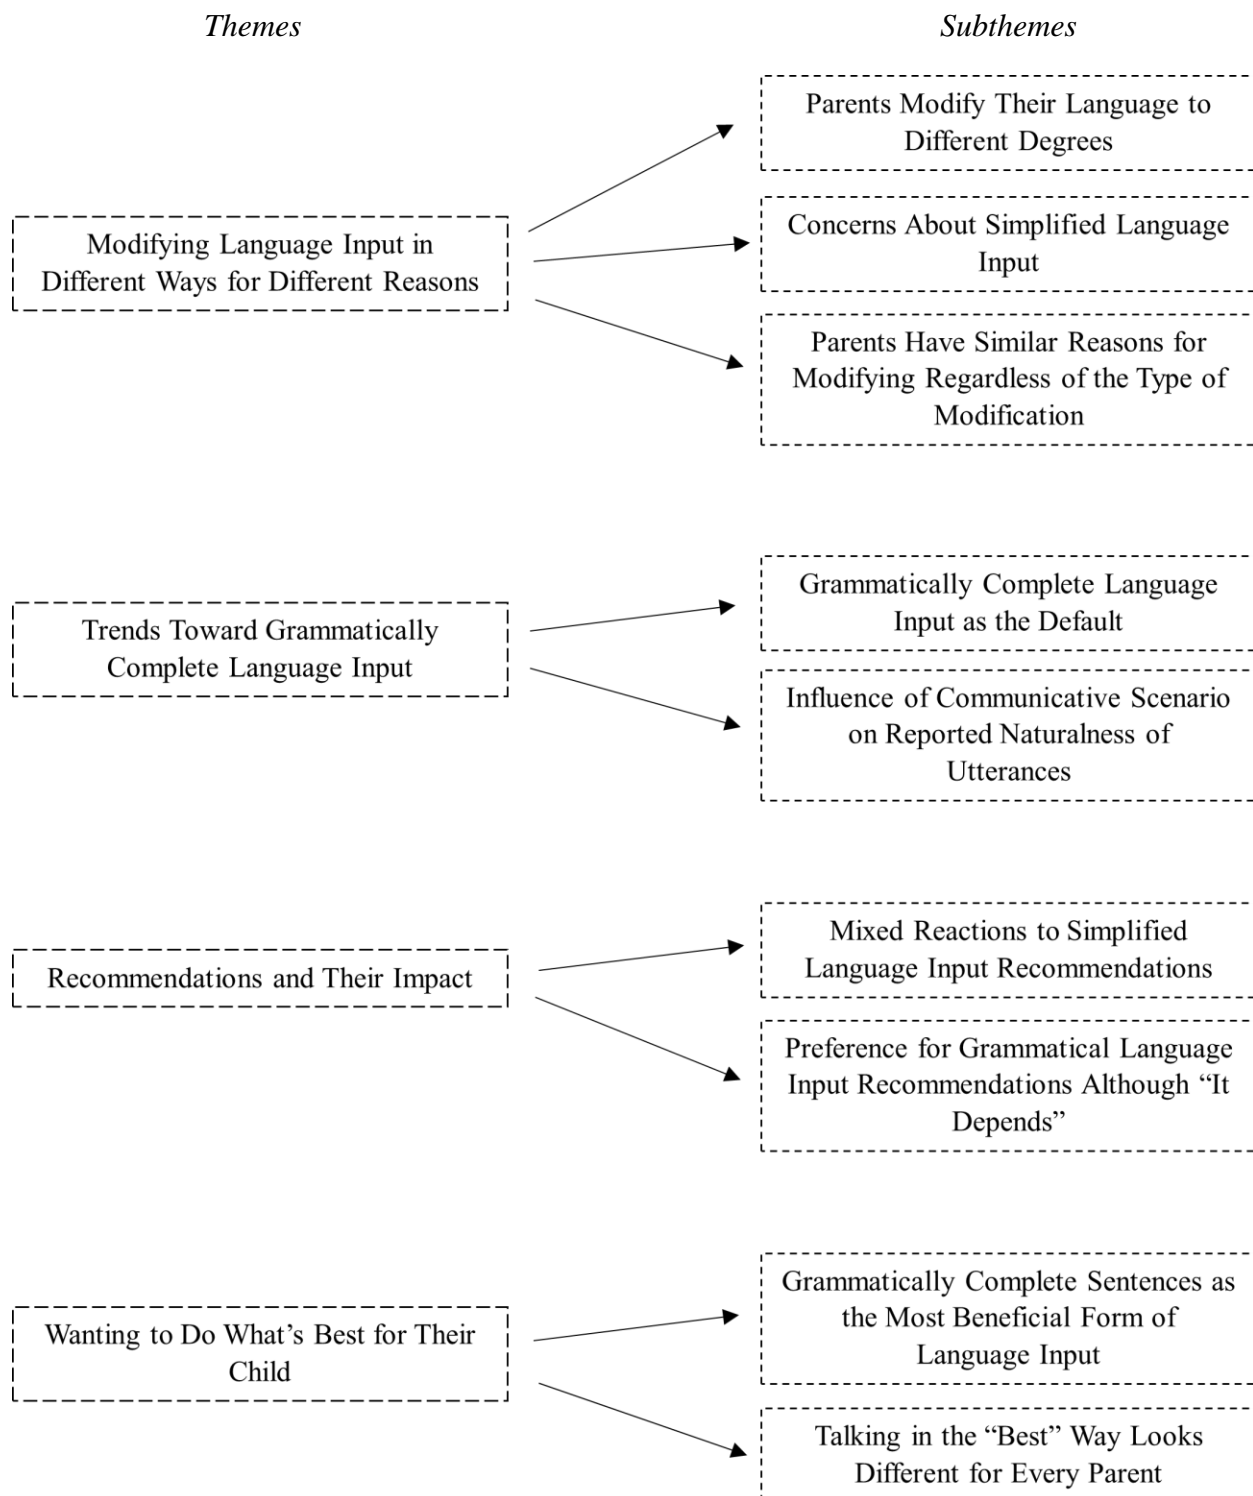 Themes
Subthemes
Modifying Language Input in
Different Ways for Different Reasons
Parents Modify Their Language to
Different Degrees
Concerns About Simplified Language
Input
Parents Have Similar Reasons for
Modifying Regardless of the Type of
Modification
Trends Toward Grammatically
Complete Language Input
Grammatically Complete Language
Input as the Default
Influence of Communicative Scenario
on Reported Naturalness of
Utterances
Recommendations and Their Impact
Mixed Reactions to Simplified
Language Input Recommendations
Preference for Grammatical Language
Input Recommendations Although “It
Depends”
Wanting to Do What’s Best for Their
Child
Grammatically Complete Sentences as
the Most Beneficial Form of
Language Input
Talking in the “Best” Way Looks
Different for Every Parent